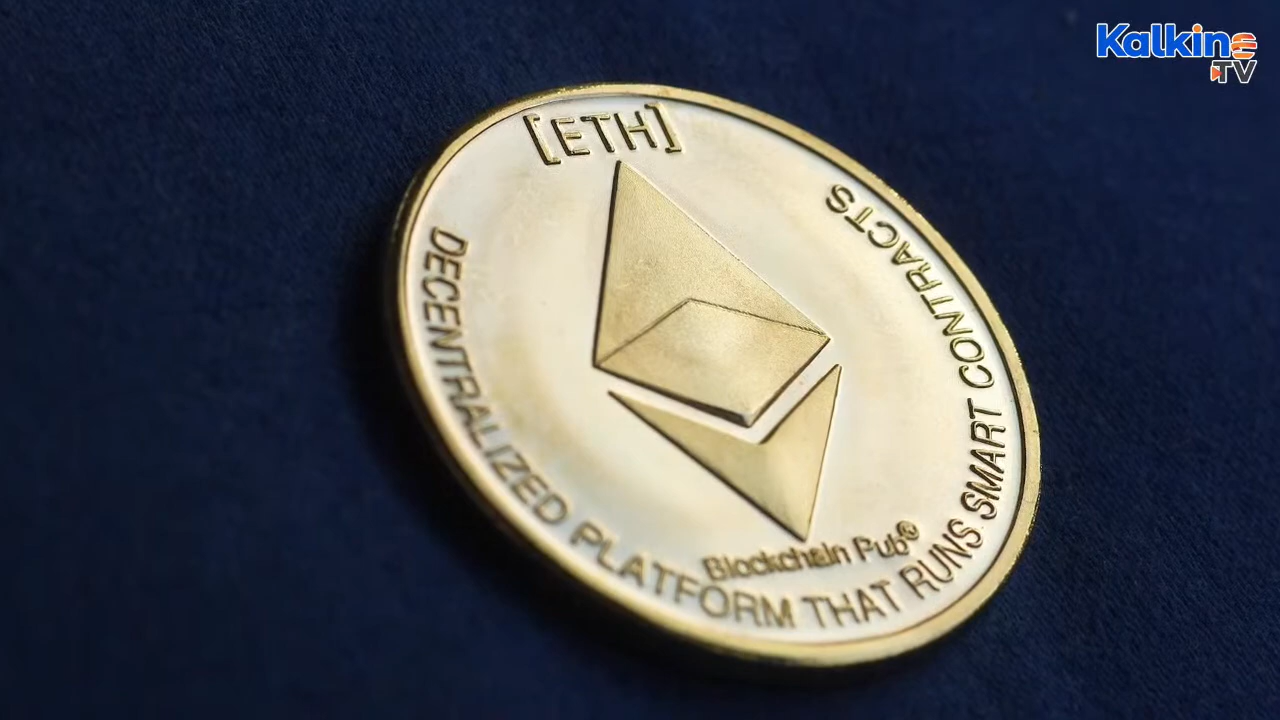 Kalkine
TV
[ETH]
DECENTRALIZED PLATFORM THAT RUNS SMART CONTRACTS
Blockchain Pub®